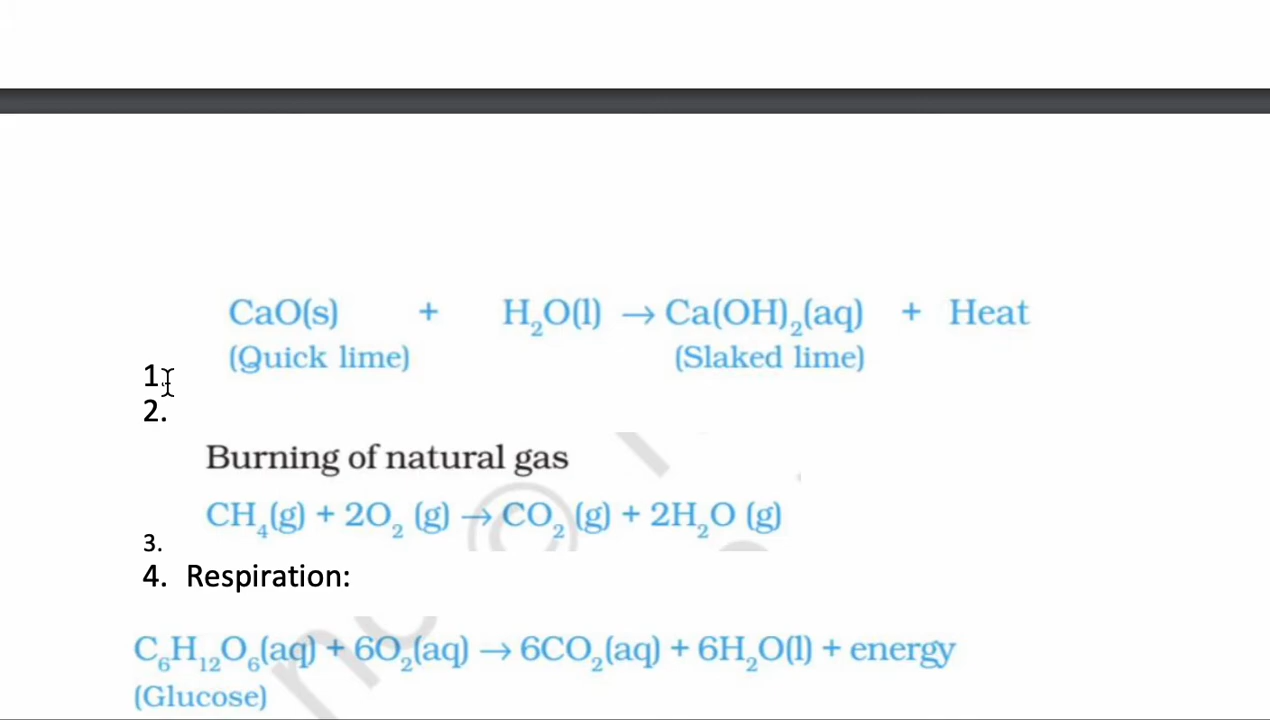 CaO(s) + H₂O(l) → Ca(OH)₂(aq) + Heat
(Quick lime) (Slaked lime)
1.
2.
Burning of natural gas
CH₄(g) + 2O₂ (g) → CO₂ (g) + 2H₂O (g)
3.
4. Respiration:
C₆H₁₂O₆(aq) + 6O₂(aq) → 6CO₂(aq) + 6H₂O(l) + energy
(Glucose)